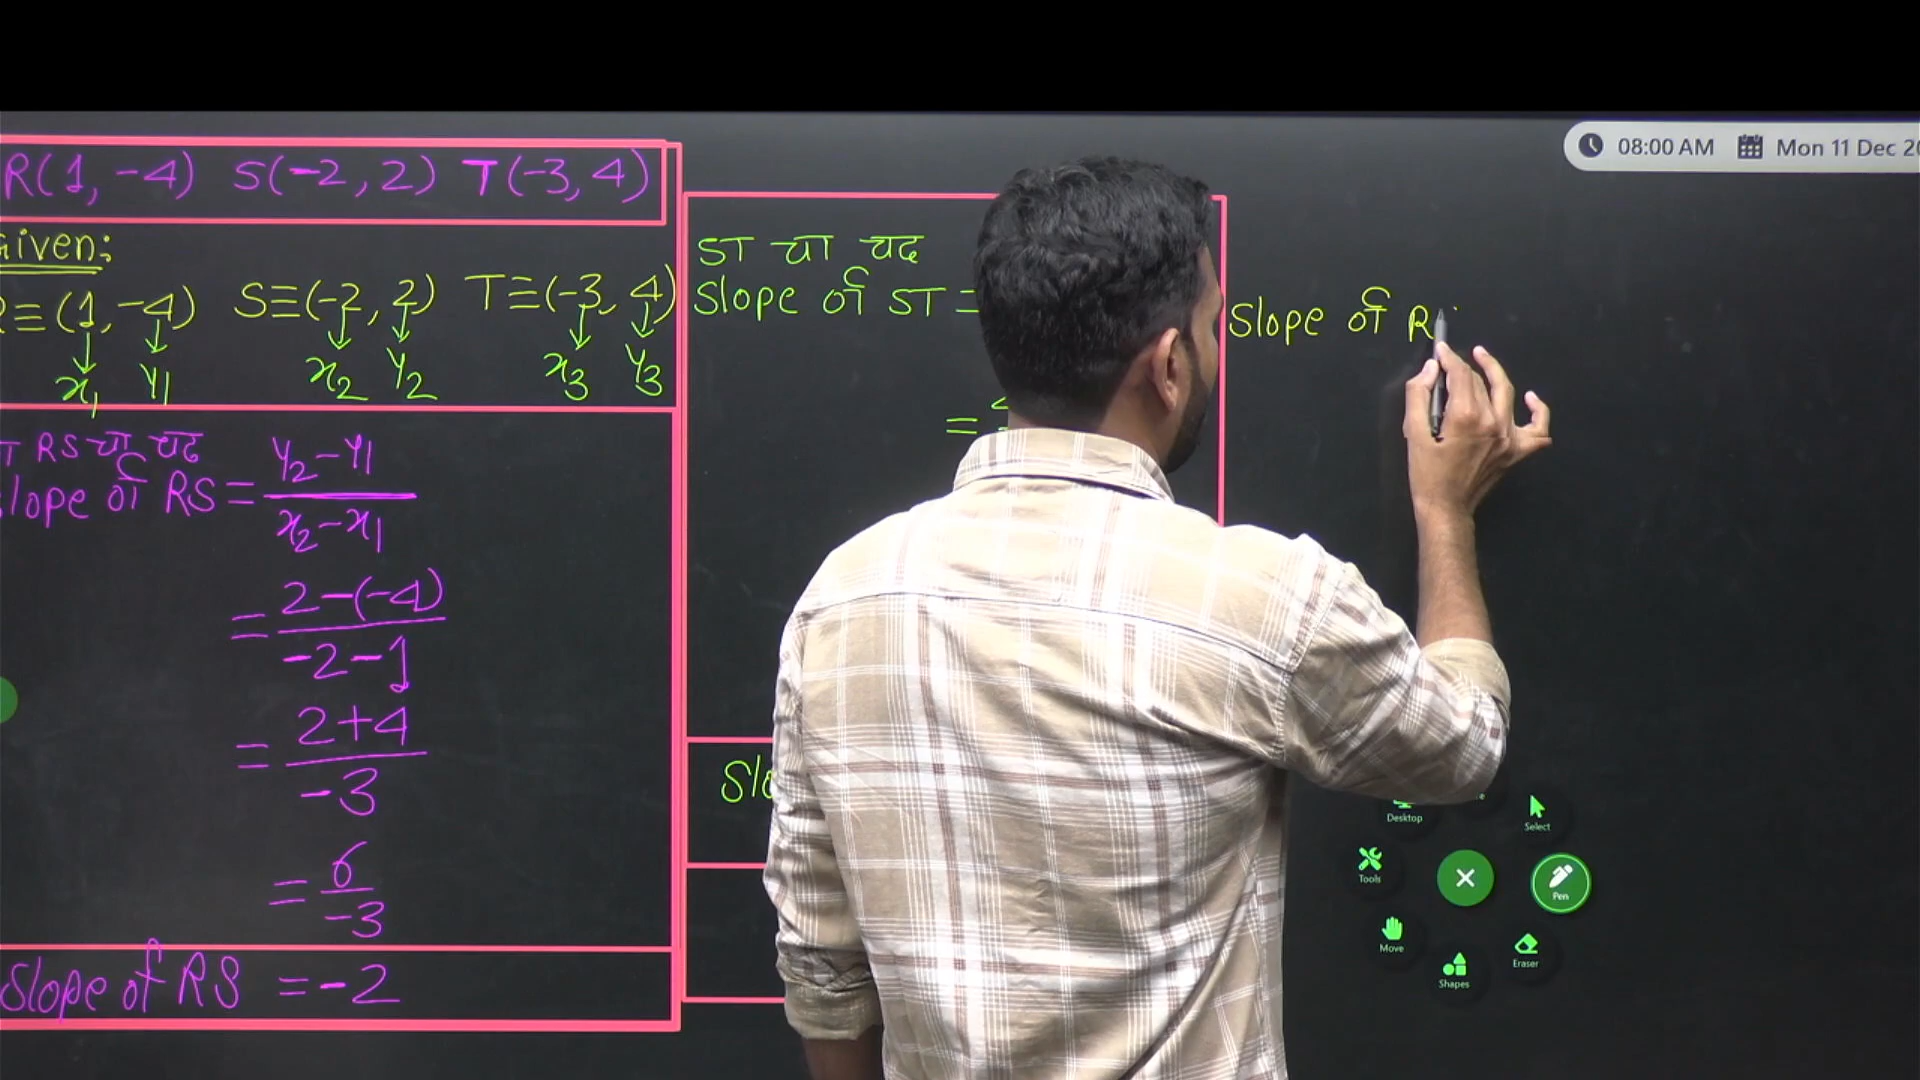 R(1, -4) S(-2, 2) T(-3, 4)
Given:
≡ (1, -4) S≡(-2, 2) T≡(-3, 4)
x₁ y₁ x₂ y₂ x₃ y₃
RS चा चढ
Slope of RS = (y₂-y₁)/(x₂-x₁)
= (2-(-4))/(-2-1)
= (2+4)/(-3)
= 6/(-3)
Slope of RS = -2
ST चा चढ
Slope of ST =
=
Slope of R
08:00 AM Mon 11 Dec
Desktop
Select
Tools
Pen
Move
Eraser
Shapes